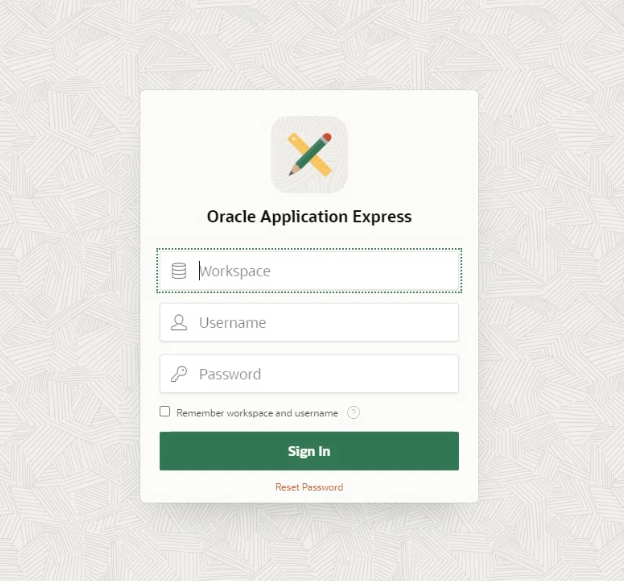 Oracle Application Express
Workspace
Username
Password
Remember workspace and username ?
Sign In
Reset Password